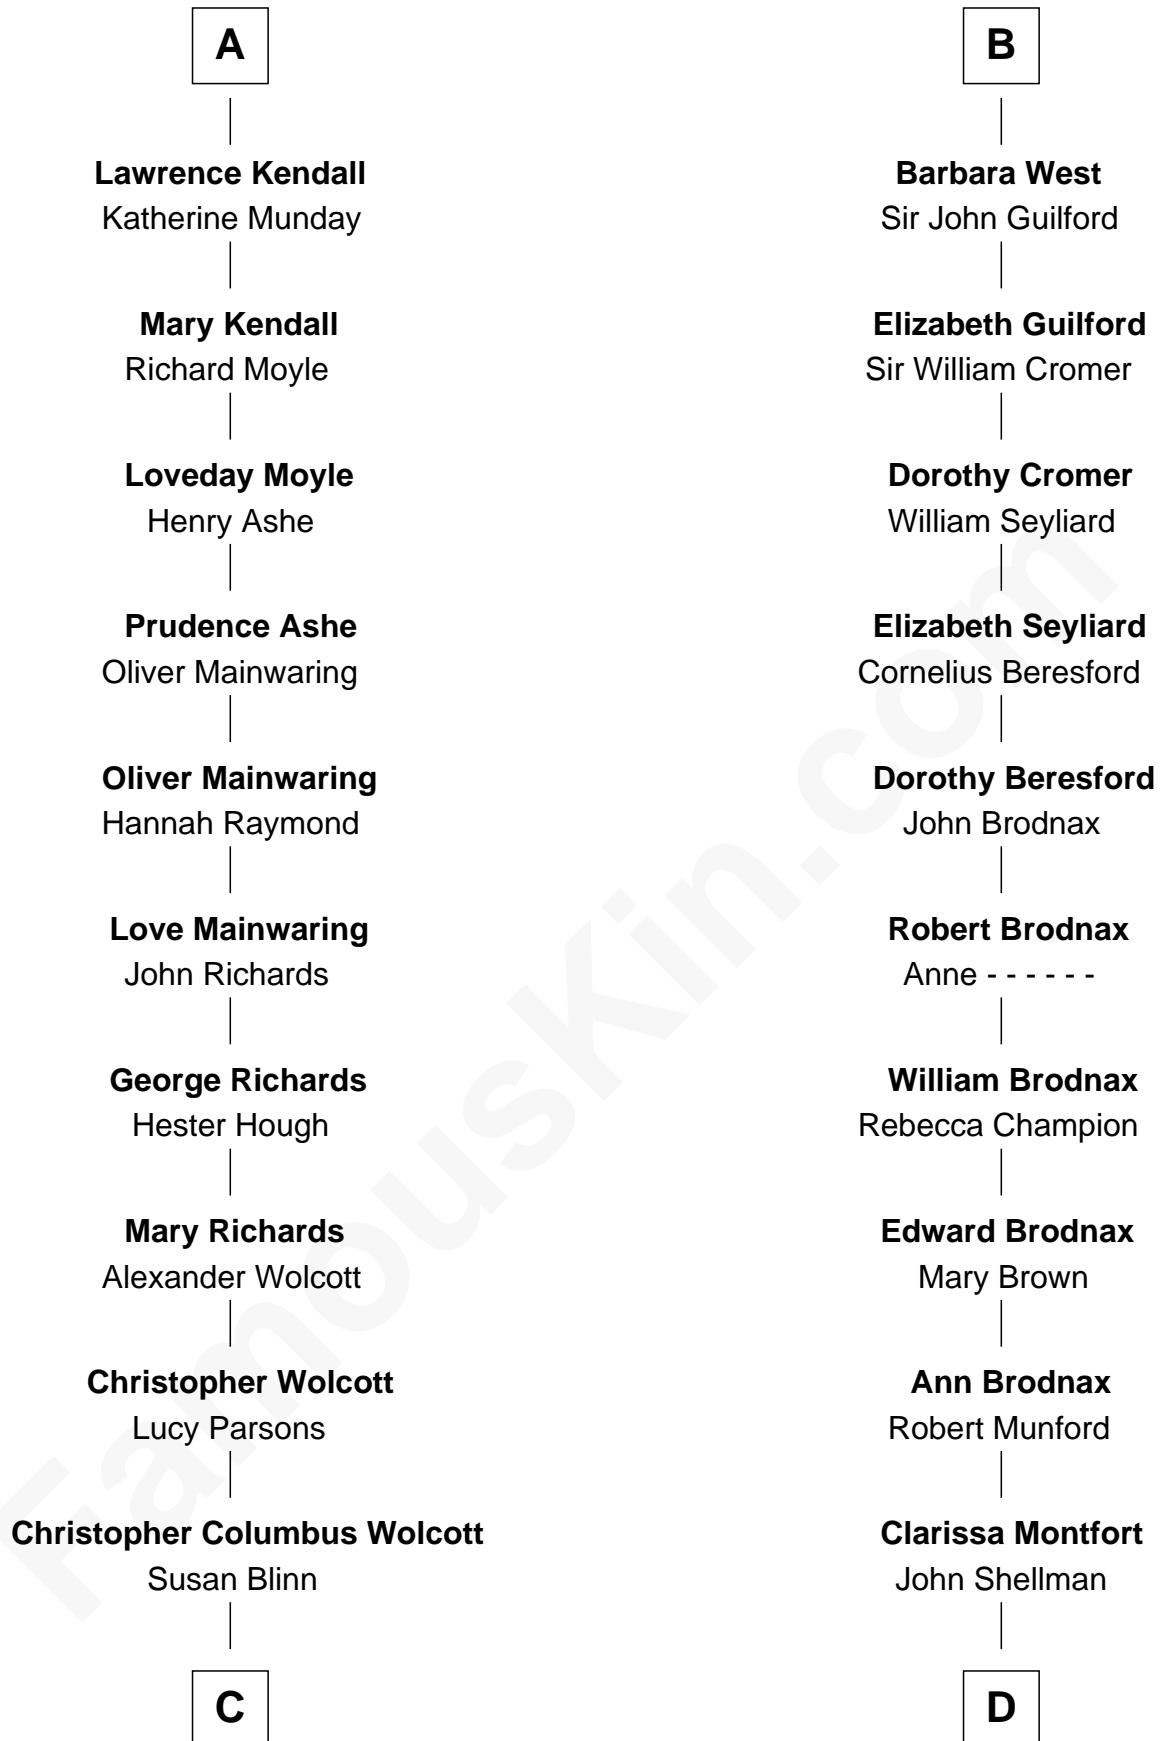 A
Lawrence Kendall
Katherine Munday
Mary Kendall
Richard Moyle
Loveday Moyle
Henry Ashe
Prudence Ashe
Oliver Mainwaring
Oliver Mainwaring
Hannah Raymond
Love Mainwaring
John Richards
George Richards
Hester Hough
Mary Richards
Alexander Wolcott
Christopher Wolcott
Lucy Parsons
Christopher Columbus Wolcott
Susan Blinn
C
B
Barbara West
Sir John Guilford
Elizabeth Guilford
Sir William Cromer
Dorothy Cromer
William Seyliard
Elizabeth Seyliard
Cornelius Beresford
Dorothy Beresford
John Brodnax
Robert Brodnax
Anne - - - - - -
William Brodnax
Rebecca Champion
Edward Brodnax
Mary Brown
Ann Brodnax
Robert Munford
Clarissa Montfort
John Shellman
D
FamousKin.com